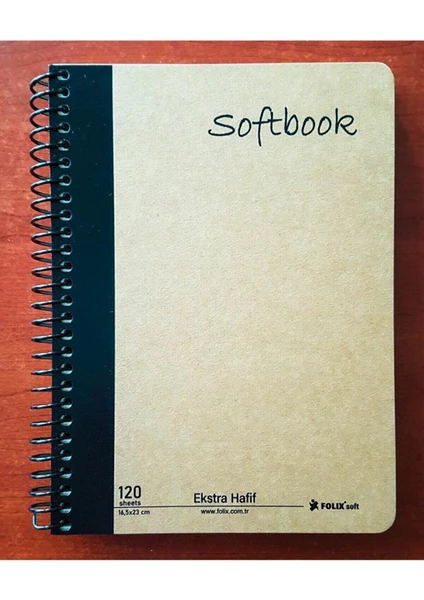 Softbook
120
sheets
16,5x23 cm
Ekstra Hafif
www.folix.com.tr
FOLIX soft